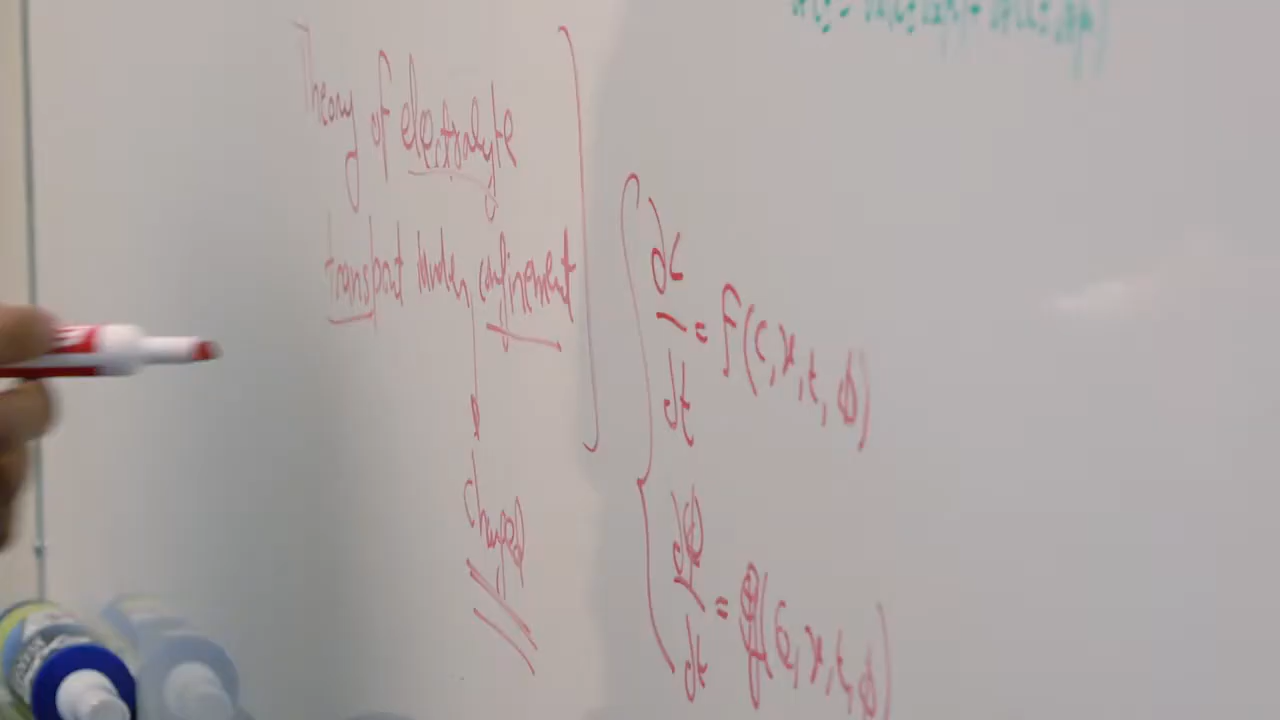 Theory of electrolyte
transport under confinement
charged
∂c/∂t = f(c, x, t, ϕ)
∂ϕ/∂t = g(c, x, t, ϕ)